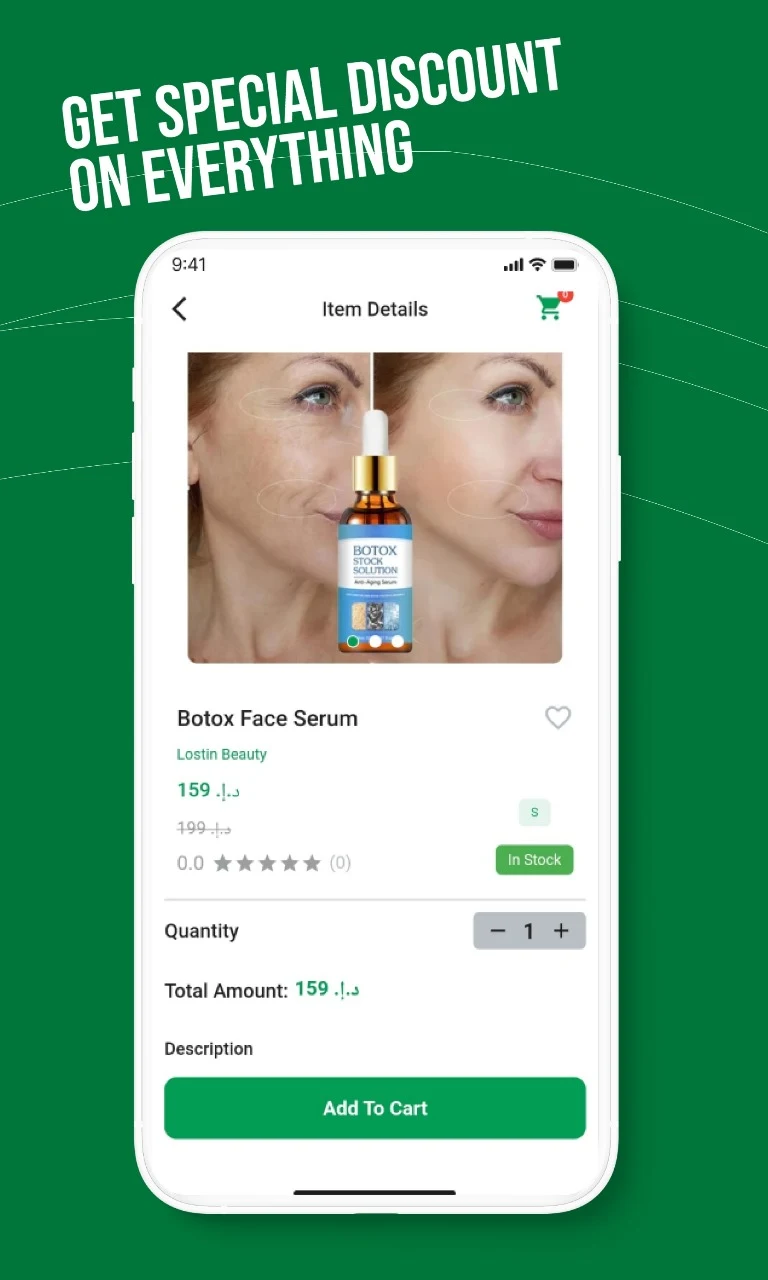 GET SPECIAL DISCOUNT
ON EVERYTHING
9:41
Item Details
0
BOTOX
STOCK
SOLUTION
Anti-Aging Serum
Botox Face Serum
Lostin Beauty
159 د.إ.
199 د.إ.
S
0.0 ★★★★★ (0)
In Stock
Quantity
− 1 +
Total Amount: 159 د.إ.
Description
Add To Cart